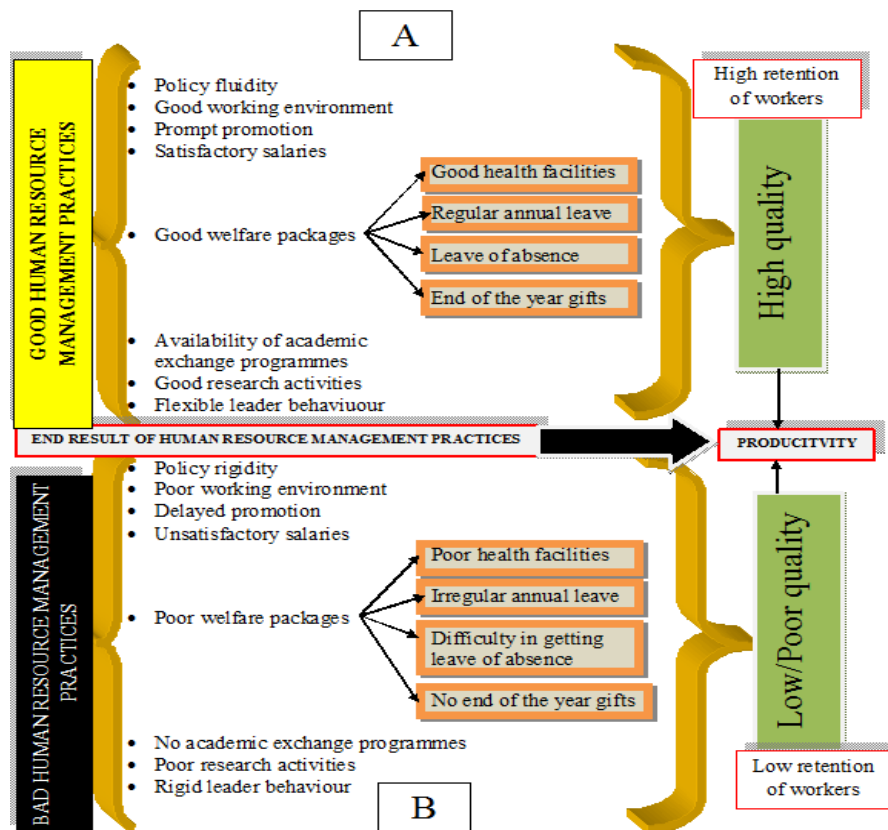 A
GOOD HUMAN RESOURCE
MANAGEMENT PRACTICES
• Policy fluidity
• Good working environment
• Prompt promotion
• Satisfactory salaries
• Good welfare packages
Good health facilities
Regular annual leave
Leave of absence
End of the year gifts
• Availability of academic
exchange programmes
• Good research activities
• Flexible leader behaviuour
High retention
of workers
High quality
END RESULT OF HUMAN RESOURCE MANAGEMENT PRACTICES
PRODUCITVITY
BAD HUMAN RESOURCE MANAGEMENT
PRACTICES
• Policy rigidity
• Poor working environment
• Delayed promotion
• Unsatisfactory salaries
• Poor welfare packages
Poor health facilities
Irregular annual leave
Difficulty in getting
leave of absence
No end of the year gifts
• No academic exchange programmes
• Poor research activities
• Rigid leader behaviour
Low/Poor quality
Low retention
of workers
B